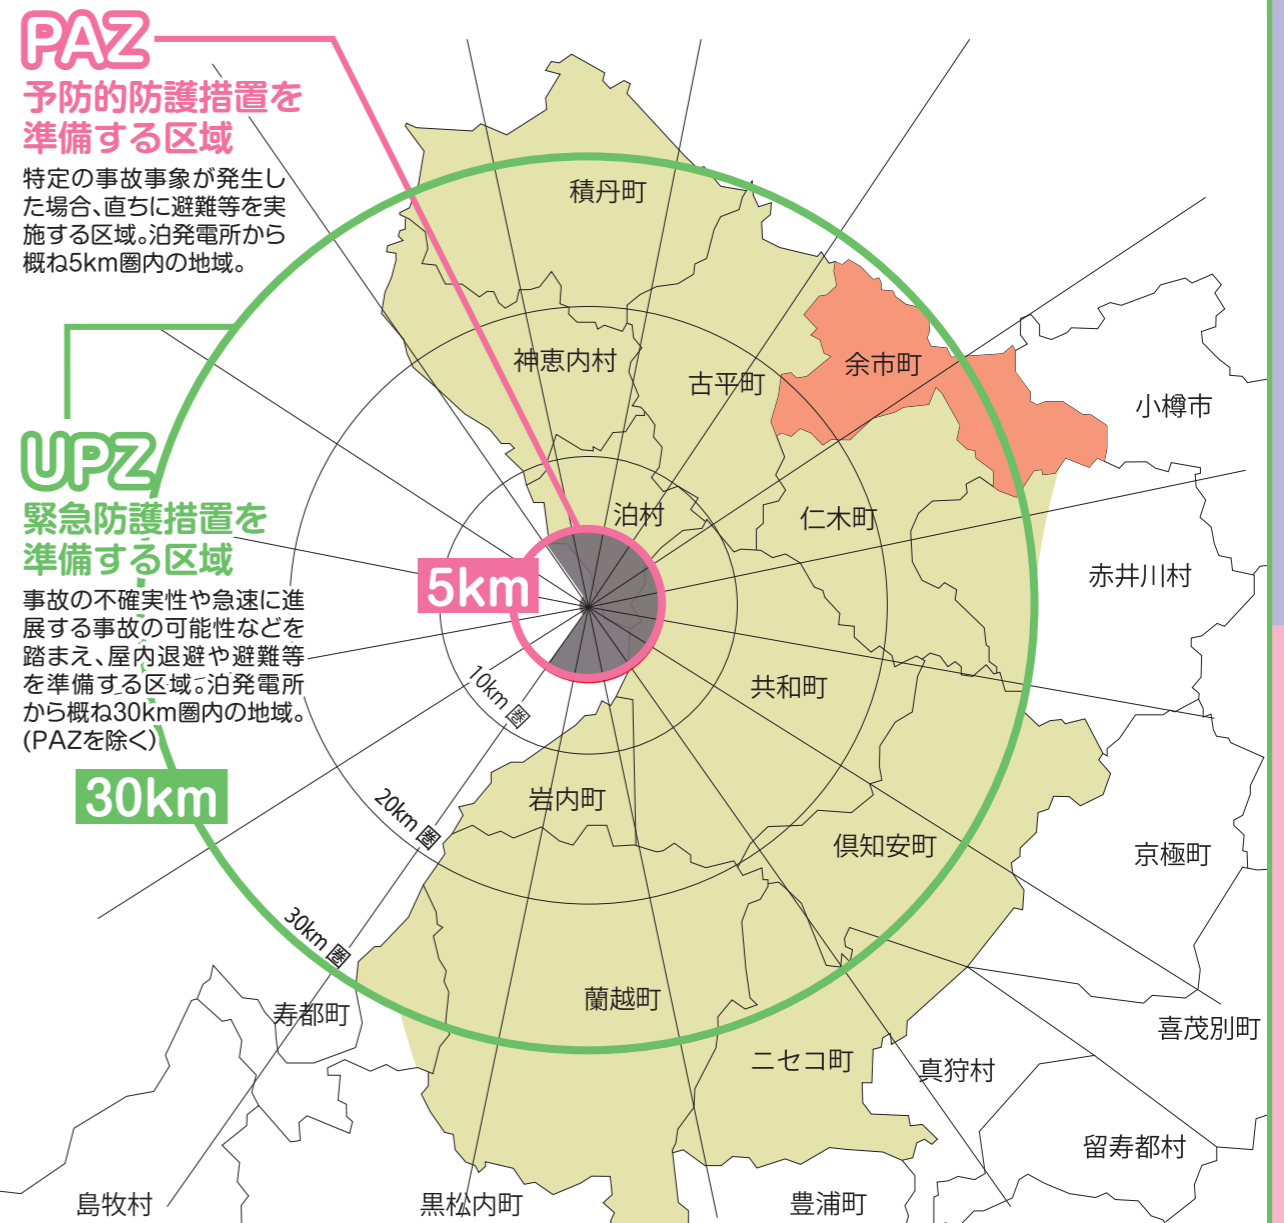 PAZ
予防的防護措置を
準備する区域
特定の事故事象が発生し
た場合、直ちに避難等を実
施する区域。泊発電所から
概ね5km圏内の地域。
UPZ
緊急防護措置を
準備する区域
事故の不確実性や急速に進
展する事故の可能性などを
踏まえ、屋内退避や避難等
を準備する区域。泊発電所
から概ね30km圏内の地域。
(PAZを除く)
30km
5km
10km圏
20km圏
30km圏
積丹町
神恵内村
古平町
余市町
小樽市
泊村
仁木町
赤井川村
共和町
岩内町
倶知安町
京極町
蘭越町
寿都町
喜茂別町
ニセコ町
真狩村
留寿都村
島牧村
黒松内町
豊浦町